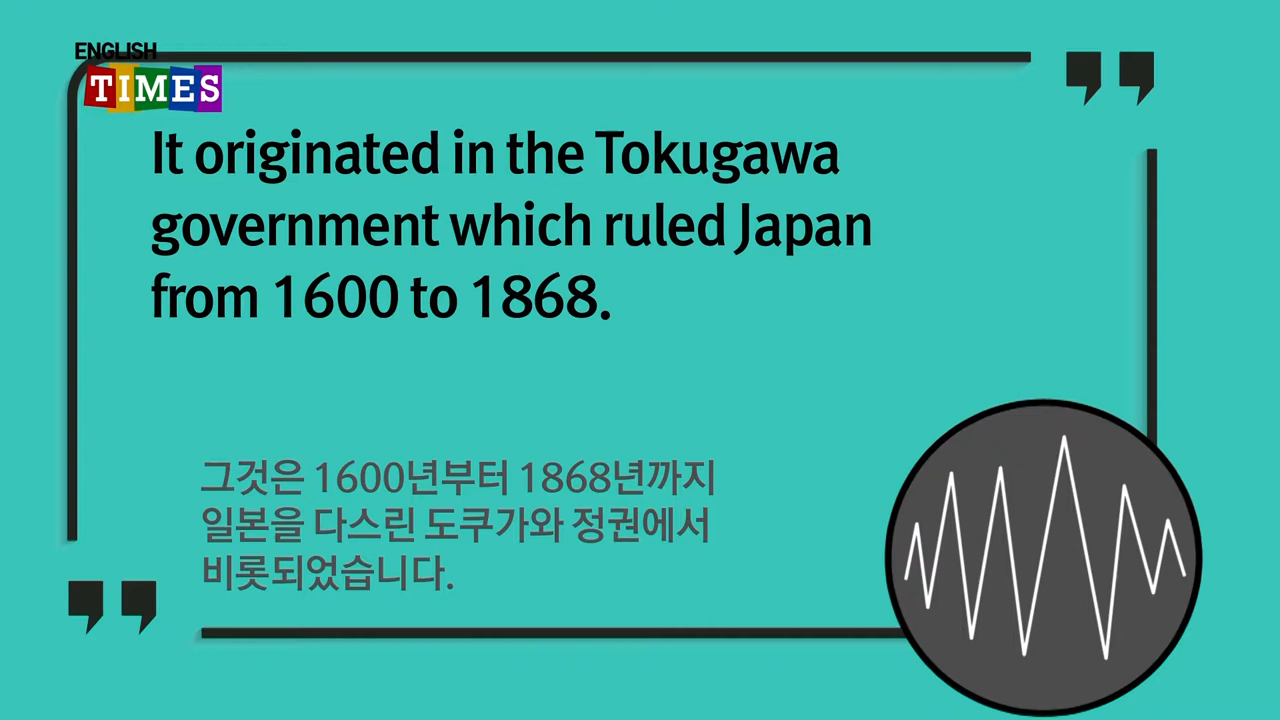 ENGLISH
TIMES
It originated in the Tokugawa
government which ruled Japan
from 1600 to 1868.
그것은 1600년부터 1868년까지
일본을 다스린 도쿠가와 정권에서
비롯되었습니다.